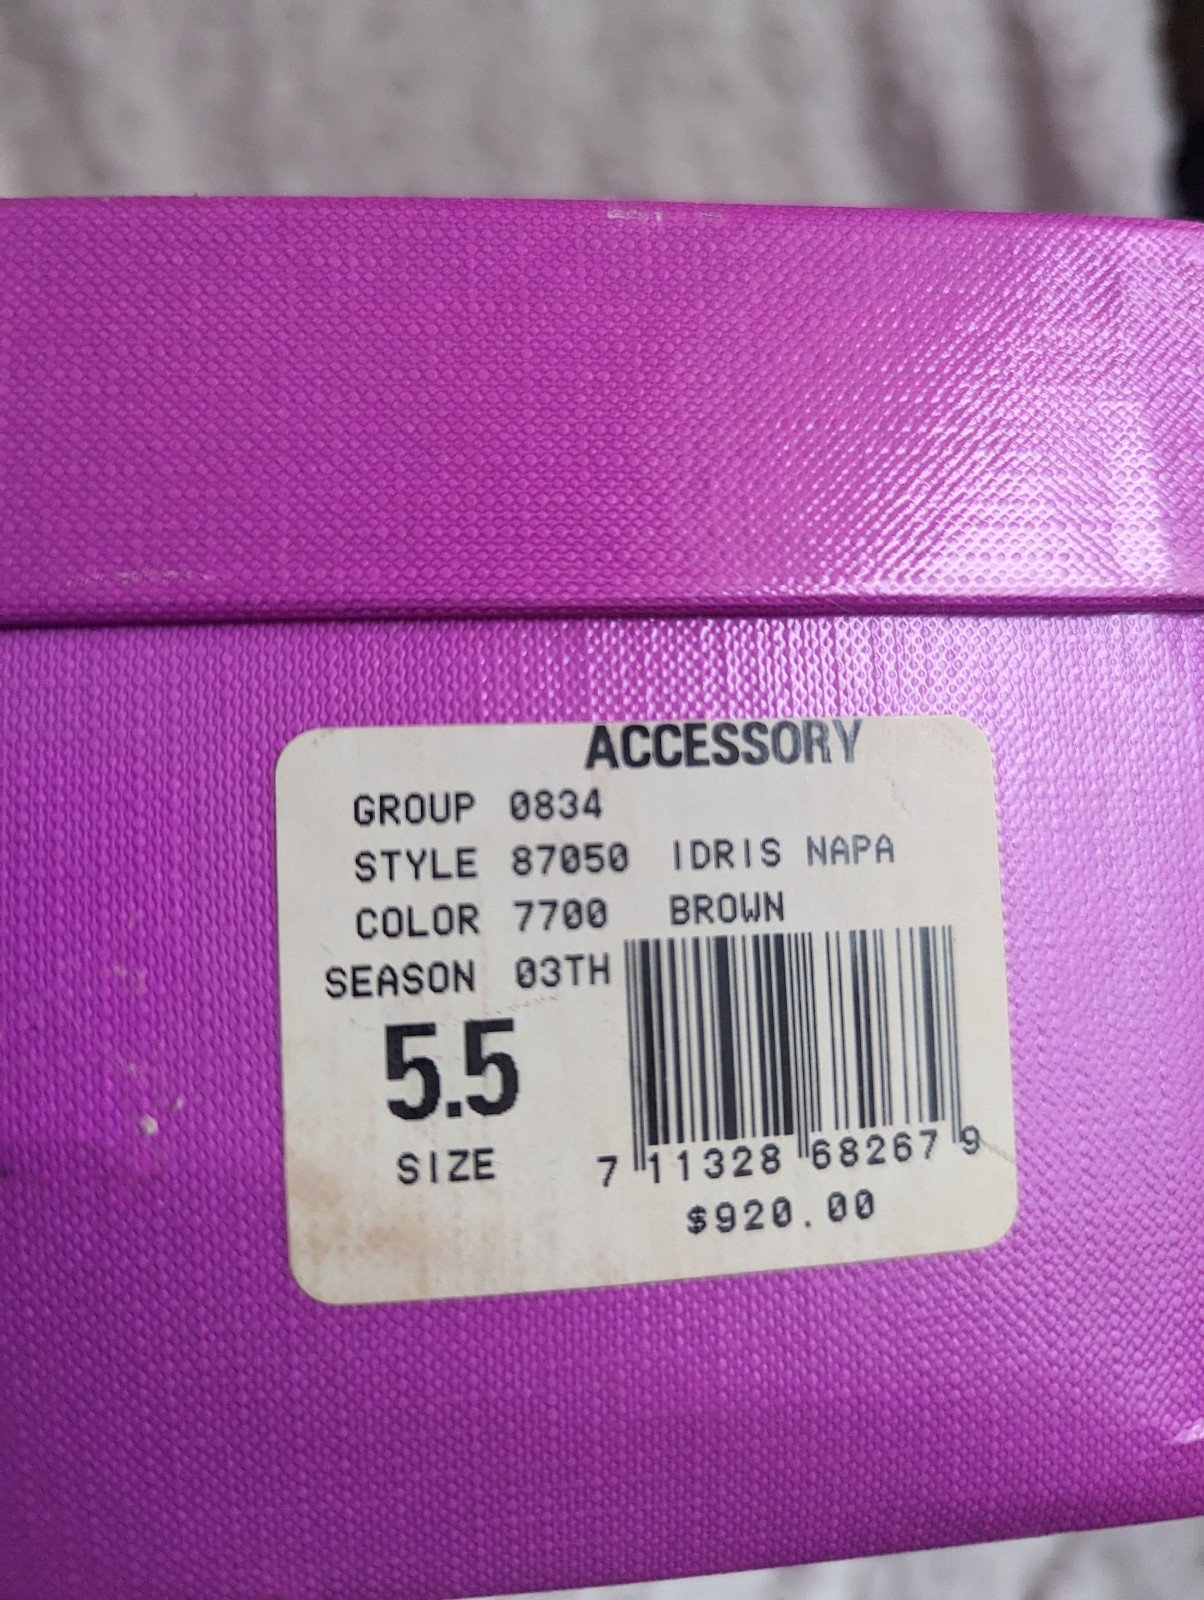 ACCESSORY
GROUP 0834
STYLE 87050 IDRIS NAPA
COLOR 7700 BROWN
SEASON 03TH
5.5
SIZE
7 11328 68267 9
$920.00